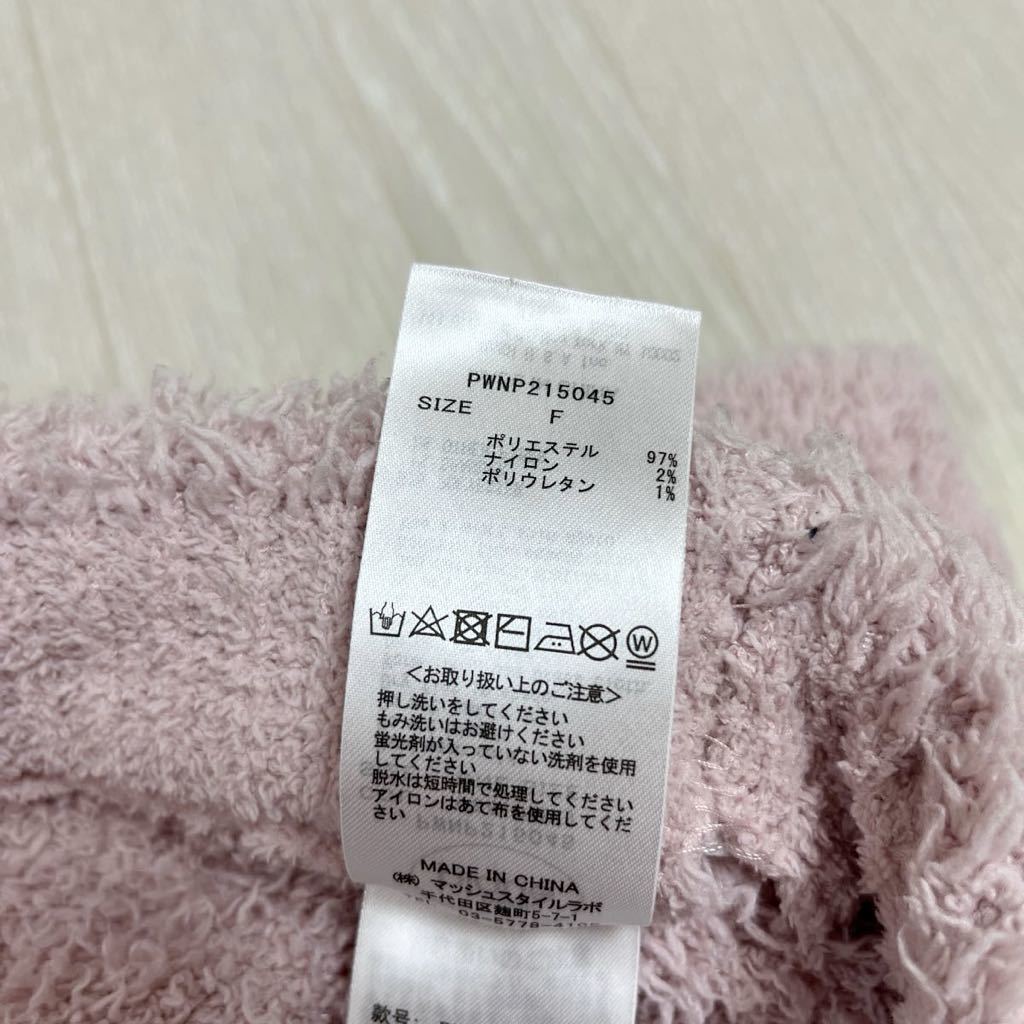 PWNP215045
SIZE F
ポリエステル 97%
ナイロン 2%
ポリウレタン 1%
W
<お取り扱い上のご注意>
押し洗いをしてください
もみ洗いはお避けください
蛍光剤が入っていない洗剤を使用
してください
脱水は短時間で処理してください
アイロンはあて布を使用してくだ
さい
MADE IN CHINA
(株) マッシュスタイルラボ
千代田区麹町5-7-1
款号: